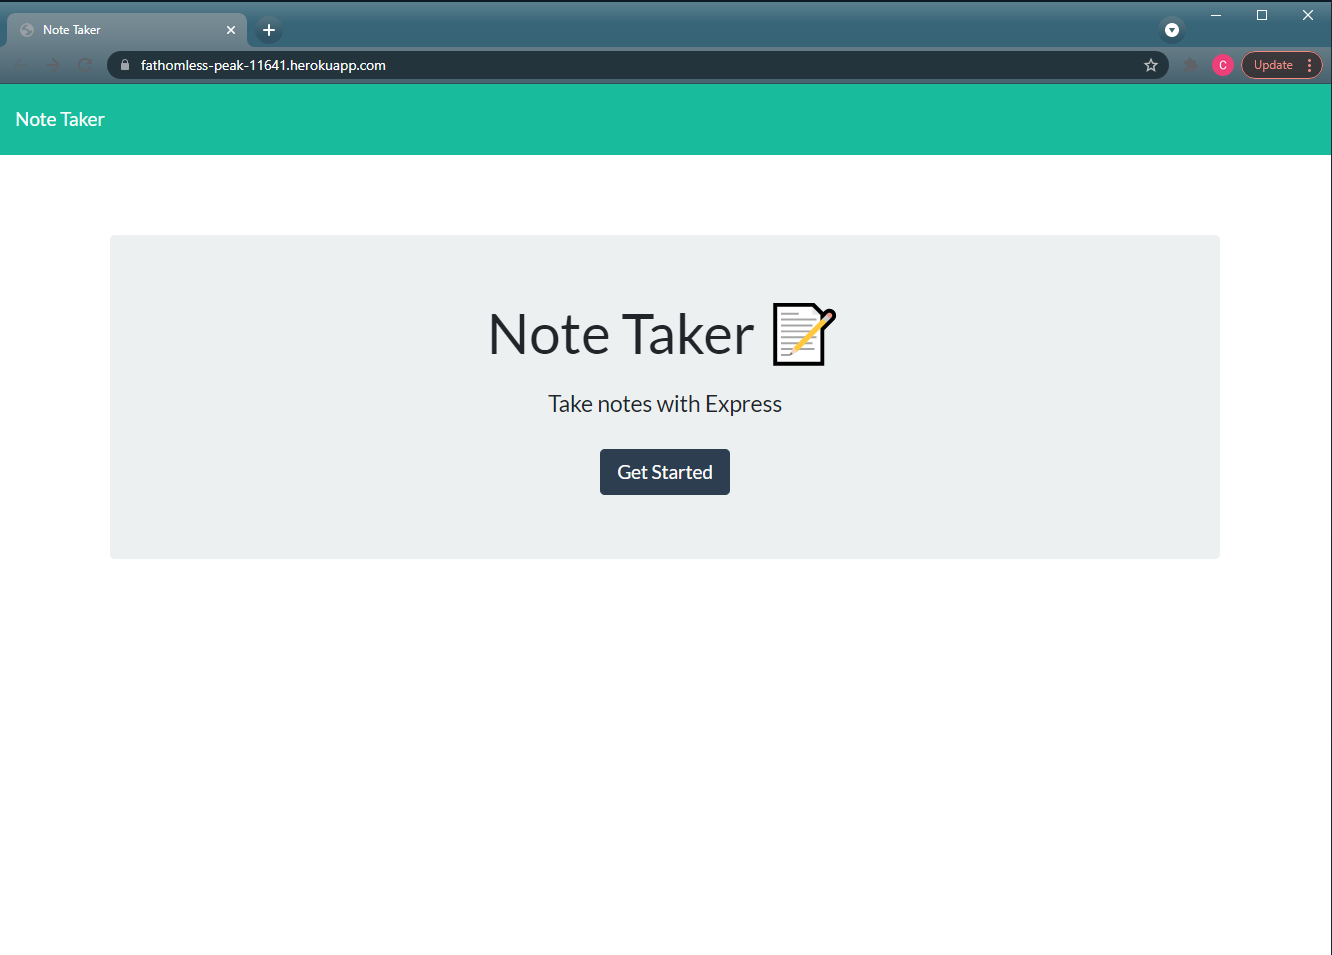 Note Taker
fathomless-peak-11641.herokuapp.com
C
Update
Note Taker
Note Taker
Take notes with Express
Get Started